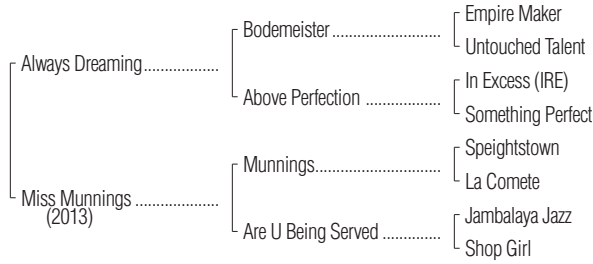 Empire Maker
Bodemeister
Untouched Talent
Always Dreaming
In Excess (IRE)
Above Perfection
Something Perfect
Speightstown
Munnings
La Comete
Miss Munnings
(2013)
Jambalaya Jazz
Are U Being Served
Shop Girl